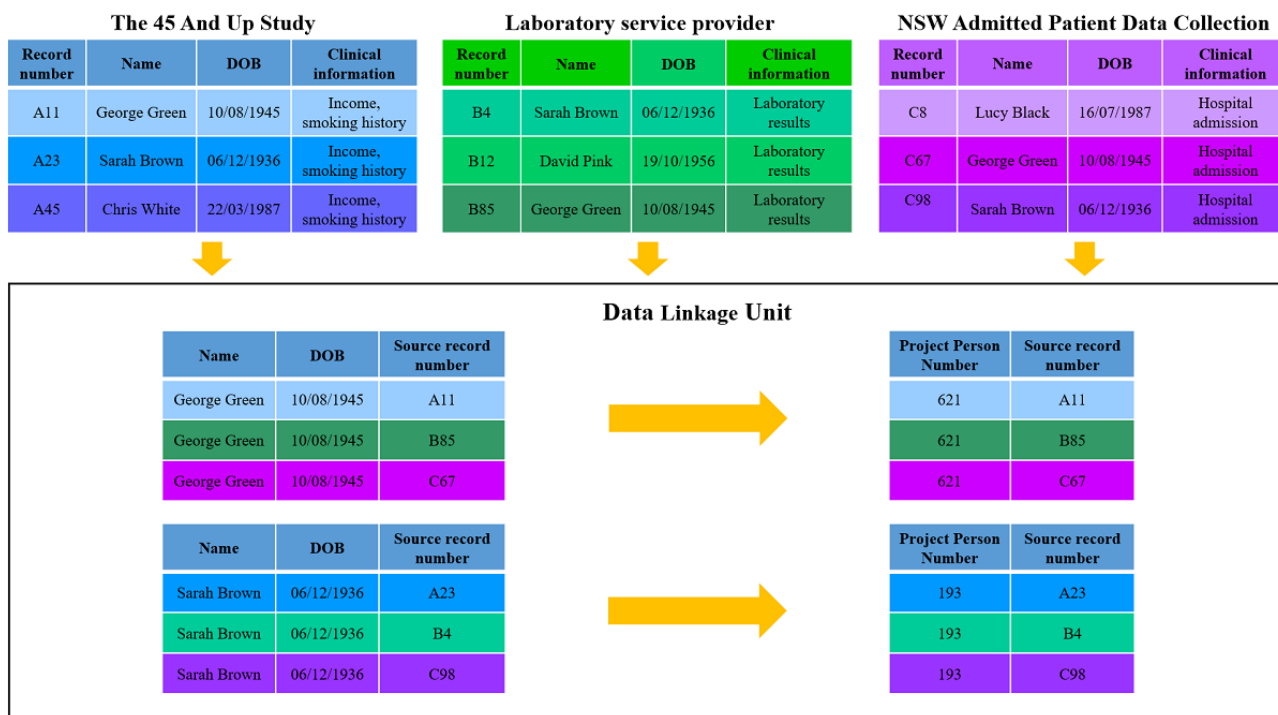 The 45 And Up Study
Record number Name DOB Clinical information
A11 George Green 10/08/1945 Income, smoking history
A23 Sarah Brown 06/12/1936 Income, smoking history
A45 Chris White 22/03/1987 Income, smoking history
Laboratory service provider
Record number Name DOB Clinical information
B4 Sarah Brown 06/12/1936 Laboratory results
B12 David Pink 19/10/1956 Laboratory results
B85 George Green 10/08/1945 Laboratory results
NSW Admitted Patient Data Collection
Record number Name DOB Clinical information
C8 Lucy Black 16/07/1987 Hospital admission
C67 George Green 10/08/1945 Hospital admission
C98 Sarah Brown 06/12/1936 Hospital admission
Data Linkage Unit
Name DOB Source record number
George Green 10/08/1945 A11
George Green 10/08/1945 B85
George Green 10/08/1945 C67
Project Person Number Source record number
621 A11
621 B85
621 C67
Name DOB Source record number
Sarah Brown 06/12/1936 A23
Sarah Brown 06/12/1936 B4
Sarah Brown 06/12/1936 C98
Project Person Number Source record number
193 A23
193 B4
193 C98